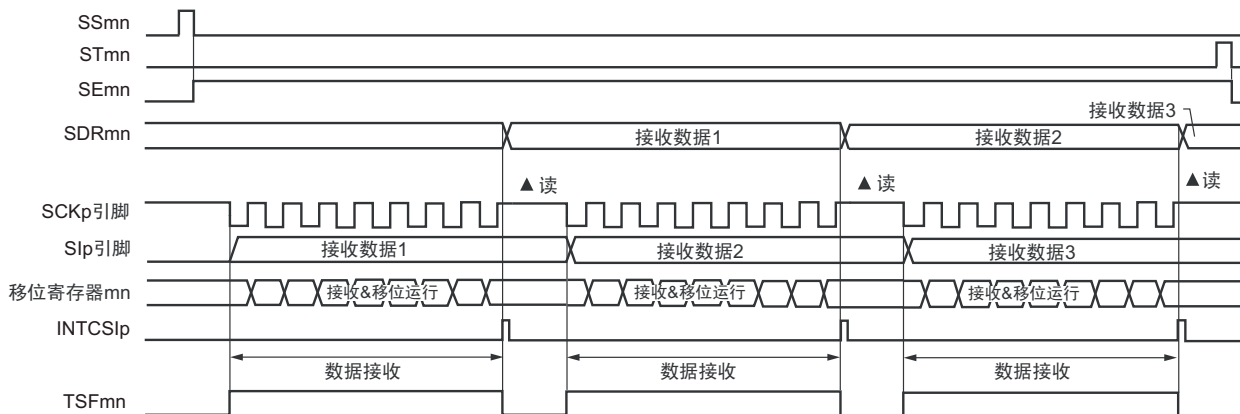 SSmn
STmn
SEmn
接收数据3
SDRmn
接收数据1
接收数据2
▲读
▲读
▲读
SCKp引脚
SIp引脚
接收数据1
接收数据2
接收数据3
移位寄存器mn
接收&移位运行
接收&移位运行
接收&移位运行
INTCSIp
数据接收
数据接收
数据接收
TSFmn